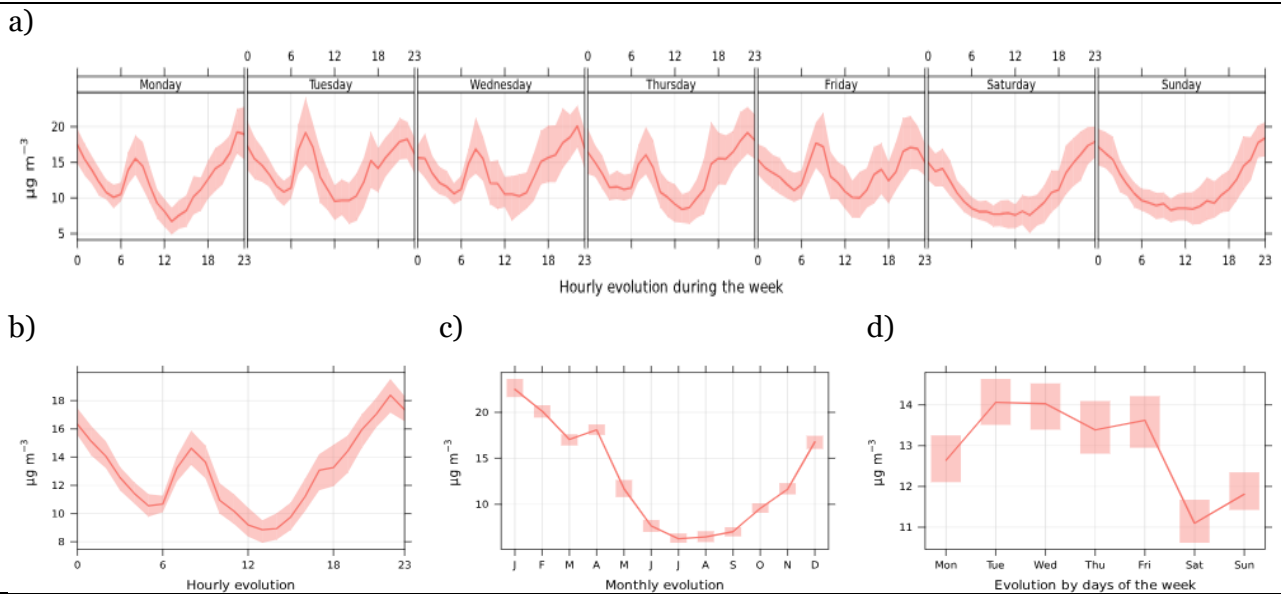 a)
0 6 12 18 23 0 6 12 18 23 0 6 12 18 23
Monday Tuesday Wednesday Thursday Friday Saturday Sunday
20
15
10
5
µg m⁻³
0 6 12 18 23 0 6 12 18 23 0 6 12 18 23 0 6 12 18 23
Hourly evolution during the week
b) c) d)
18
16
14
12
10
8
µg m⁻³
0 6 12 18 23
Hourly evolution
20
15
10
µg m⁻³
J F M A M J J A S O N D
Monthly evolution
14
13
12
11
µg m⁻³
Mon Tue Wed Thu Fri Sat Sun
Evolution by days of the week